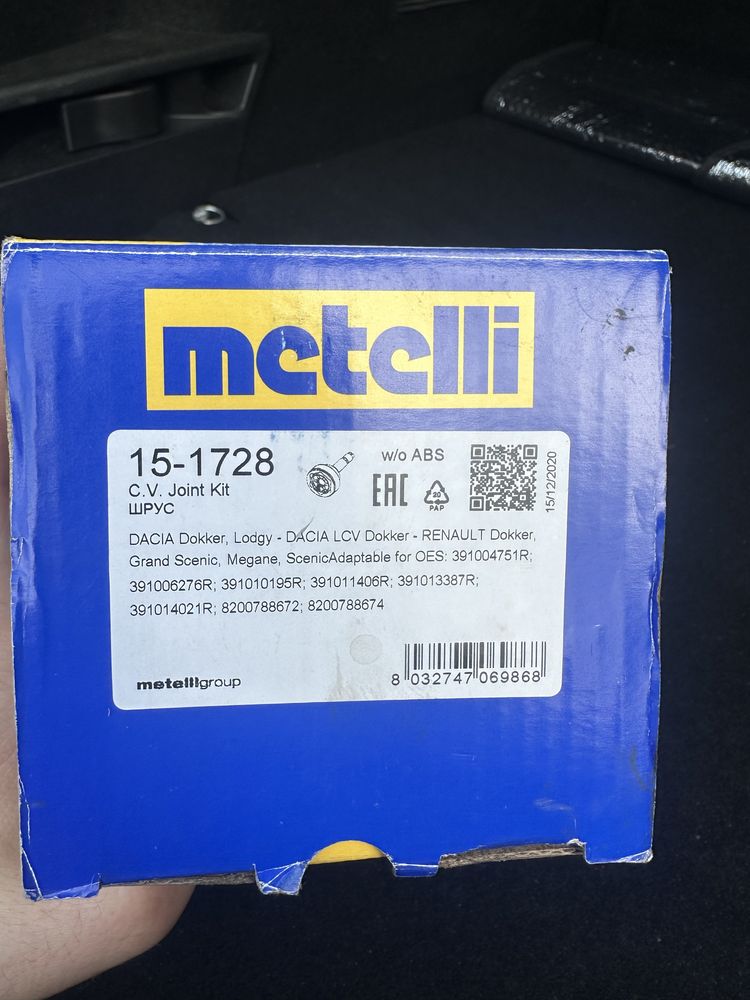 metelli
15-1728
w/o ABS
C.V. Joint Kit
ШРУС
EAC
20
PAP
15/12/2020
DACIA Dokker, Lodgy - DACIA LCV Dokker - RENAULT Dokker,
Grand Scenic, Megane, ScenicAdaptable for OES: 391004751R;
391006276R; 391010195R; 391011406R; 391013387R;
391014021R; 8200788672; 8200788674
metelligroup
8 032747 069868